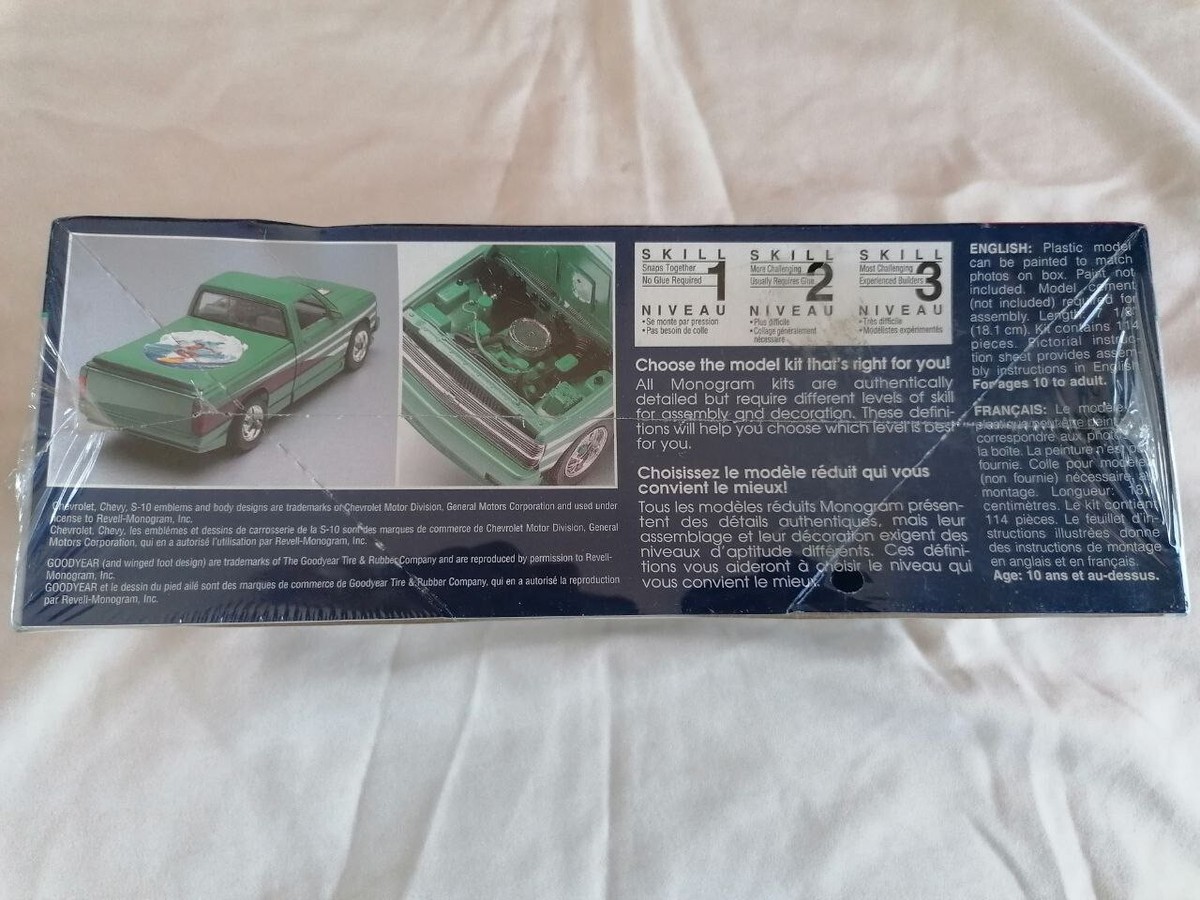 SKILL
Snaps Together
No Glue Required
1
NIVEAU
• Se monte par pression
• Pas besoin de colle
SKILL
More Challenging
Usually Requires Glue
2
NIVEAU
• Plus difficile
• Collage généralement
nécessaire
SKILL
Most Challenging
Experienced Builders
3
NIVEAU
• Très difficile
• Modélistes expérimentés
Choose the model kit that's right for you!
All Monogram kits are authentically
detailed but require different levels of skill
for assembly and decoration. These defini-
tions will help you choose which level is best
for you.
Choisissez le modèle réduit qui vous
convient le mieux!
Tous les modèles réduits Monogram présen-
tent des détails authentiques, mais leur
assemblage et leur décoration exigent des
niveaux d'aptitude différents. Ces défini-
tions vous aideront à choisir le niveau qui
vous convient le mieux.
ENGLISH: Plastic model
can be painted to match
photos on box. Paint not
included. Model cement
(not included) required for
assembly. Length: 7 1/8"
(18.1 cm). Kit contains 114
pieces. Pictorial instruc-
tion sheet provides assem-
bly instructions in English
For ages 10 to adult.
FRANÇAIS: Le modèle
plastique peut être peint
correspondre aux photos
la boîte. La peinture n'est
fournie. Colle pour modèle
(non fournie) nécessaire
montage. Longueur:
centimètres. Le kit contient
114 pièces. Le feuillet d'in-
structions illustrées donne
des instructions de montage
en anglais et en français.
Age: 10 ans et au-dessus.
Chevrolet, Chevy, S-10 emblems and body designs are trademarks of Chevrolet Motor Division, General Motors Corporation and used under
license to Revell-Monogram, Inc.
Chevrolet, Chevy, les emblémes et dessins de carrosserie de la S-10 sont des marques de commerce de Chevrolet Motor Division, General
Motors Corporation, qui en a autorisé l'utilisation par Revell-Monogram, Inc.
GOODYEAR (and winged foot design) are trademarks of The Goodyear Tire & Rubber Company and are reproduced by permission to Revell-
Monogram, Inc.
GOODYEAR et le dessin du pied ailé sont des marques de commerce de Goodyear Tire & Rubber Company, qui en a autorisé la reproduction
par Revell-Monogram, Inc.